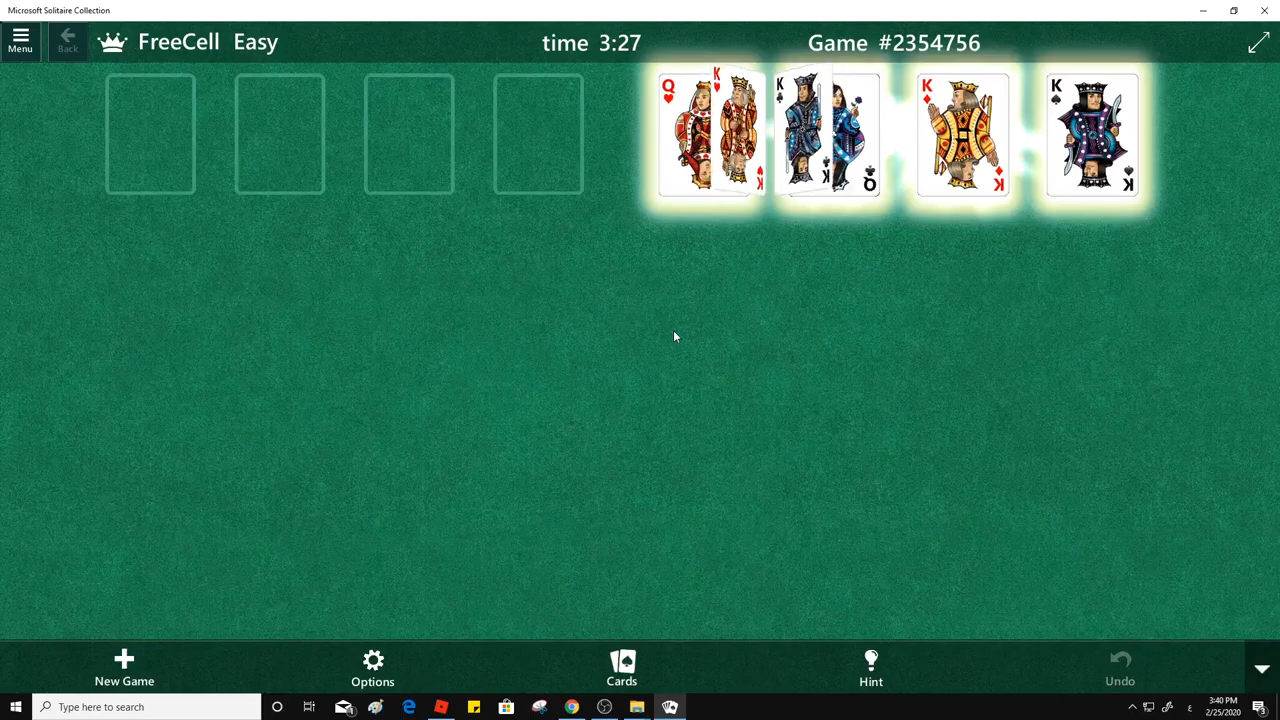 Microsoft Solitaire Collection
Menu
Back
FreeCell Easy
time 3:27
Game #2354756
Q K K Q K K
K K Q K K
New Game
Options
Cards
Hint
Undo
Type here to search
3:40 PM
2/25/2020